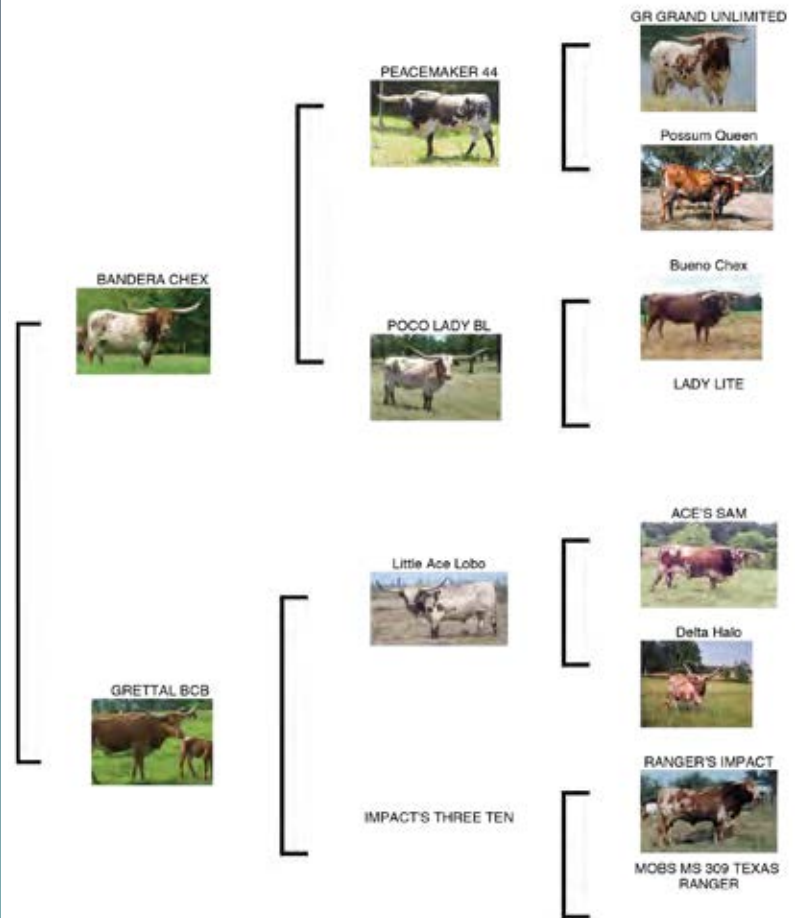 GR GRAND UNLIMITED
PEACEMAKER 44
Possum Queen
BANDERA CHEX
Bueno Chex
POCO LADY BL
LADY LITE
ACE'S SAM
Little Ace Lobo
Delta Halo
GRETTAL BCB
RANGER'S IMPACT
IMPACT'S THREE TEN
MOBS MS 309 TEXAS
RANGER